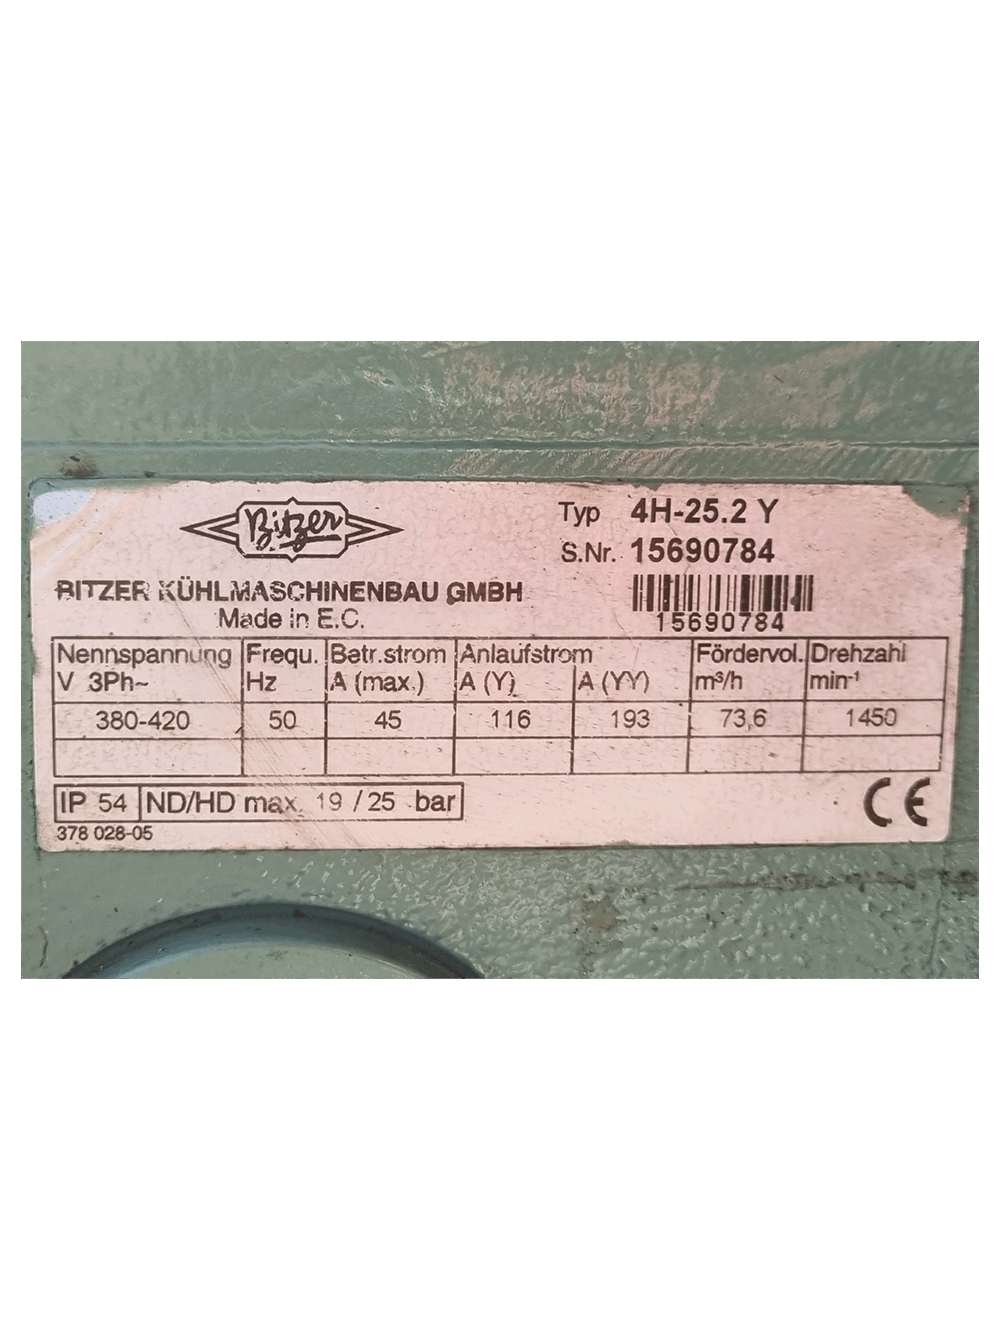 Bitzer
Typ 4H-25.2 Y
S.Nr. 15690784
BITZER KÜHLMASCHINENBAU GMBH
Made in E.C.
15690784
Nennspannung Frequ. Betr.strom Anlaufstrom Fördervol. Drehzahl
V 3Ph~ Hz A (max.) A (Y) A (YY) m³/h min-¹
380-420 50 45 116 193 73,6 1450
IP 54 ND/HD max. 19 / 25 bar
CE
378 028-05